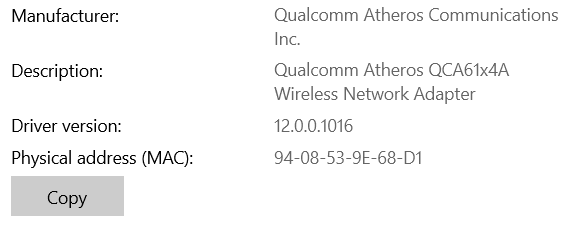 Manufacturer: Qualcomm Atheros Communications
Inc.
Description: Qualcomm Atheros QCA61x4A
Wireless Network Adapter
Driver version: 12.0.0.1016
Physical address (MAC): 94-08-53-9E-68-D1
Copy